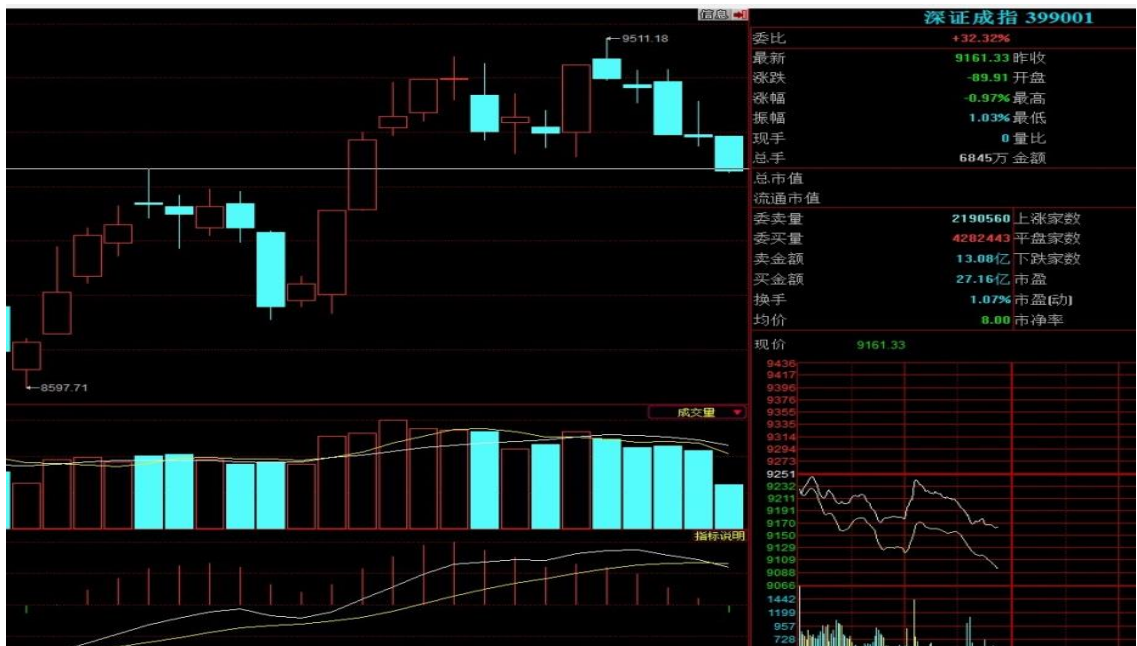 信息
9511.18
8597.71
成交量
指标说明
深证成指 399001
委比 +32.32%
最新 9161.33 昨收
涨跌 -89.91 开盘
涨幅 -0.97% 最高
振幅 1.03% 最低
现手 0 量比
总手 6845万 金额
总市值
流通市值
委卖量 2190560 上涨家数
委买量 4282443 平盘家数
卖金额 13.08亿 下跌家数
买金额 27.16亿 市盈
换手 1.07% 市盈(动)
均价 8.00 市净率
现价 9161.33
9436
9417
9396
9376
9355
9335
9314
9294
9273
9251
9232
9211
9191
9170
9150
9129
9109
9088
9066
1442
1199
957
728